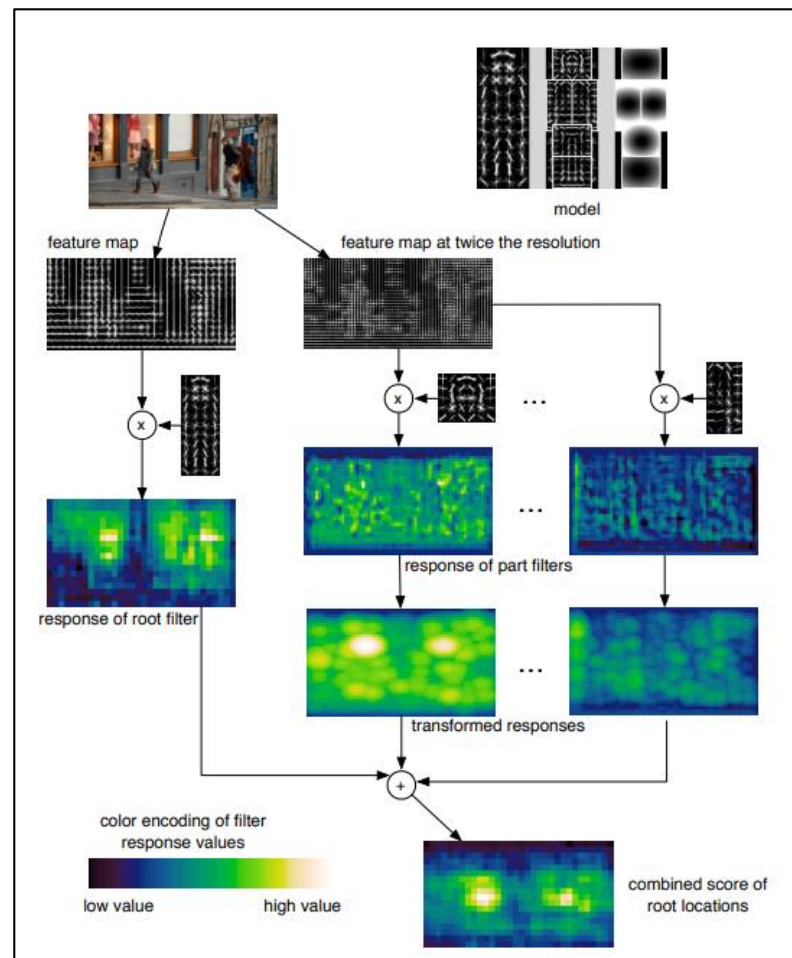 model
feature map
feature map at twice the resolution
x
x
...
x
...
response of part filters
response of root filter
...
transformed responses
+
color encoding of filter
response values
low value
high value
combined score of
root locations